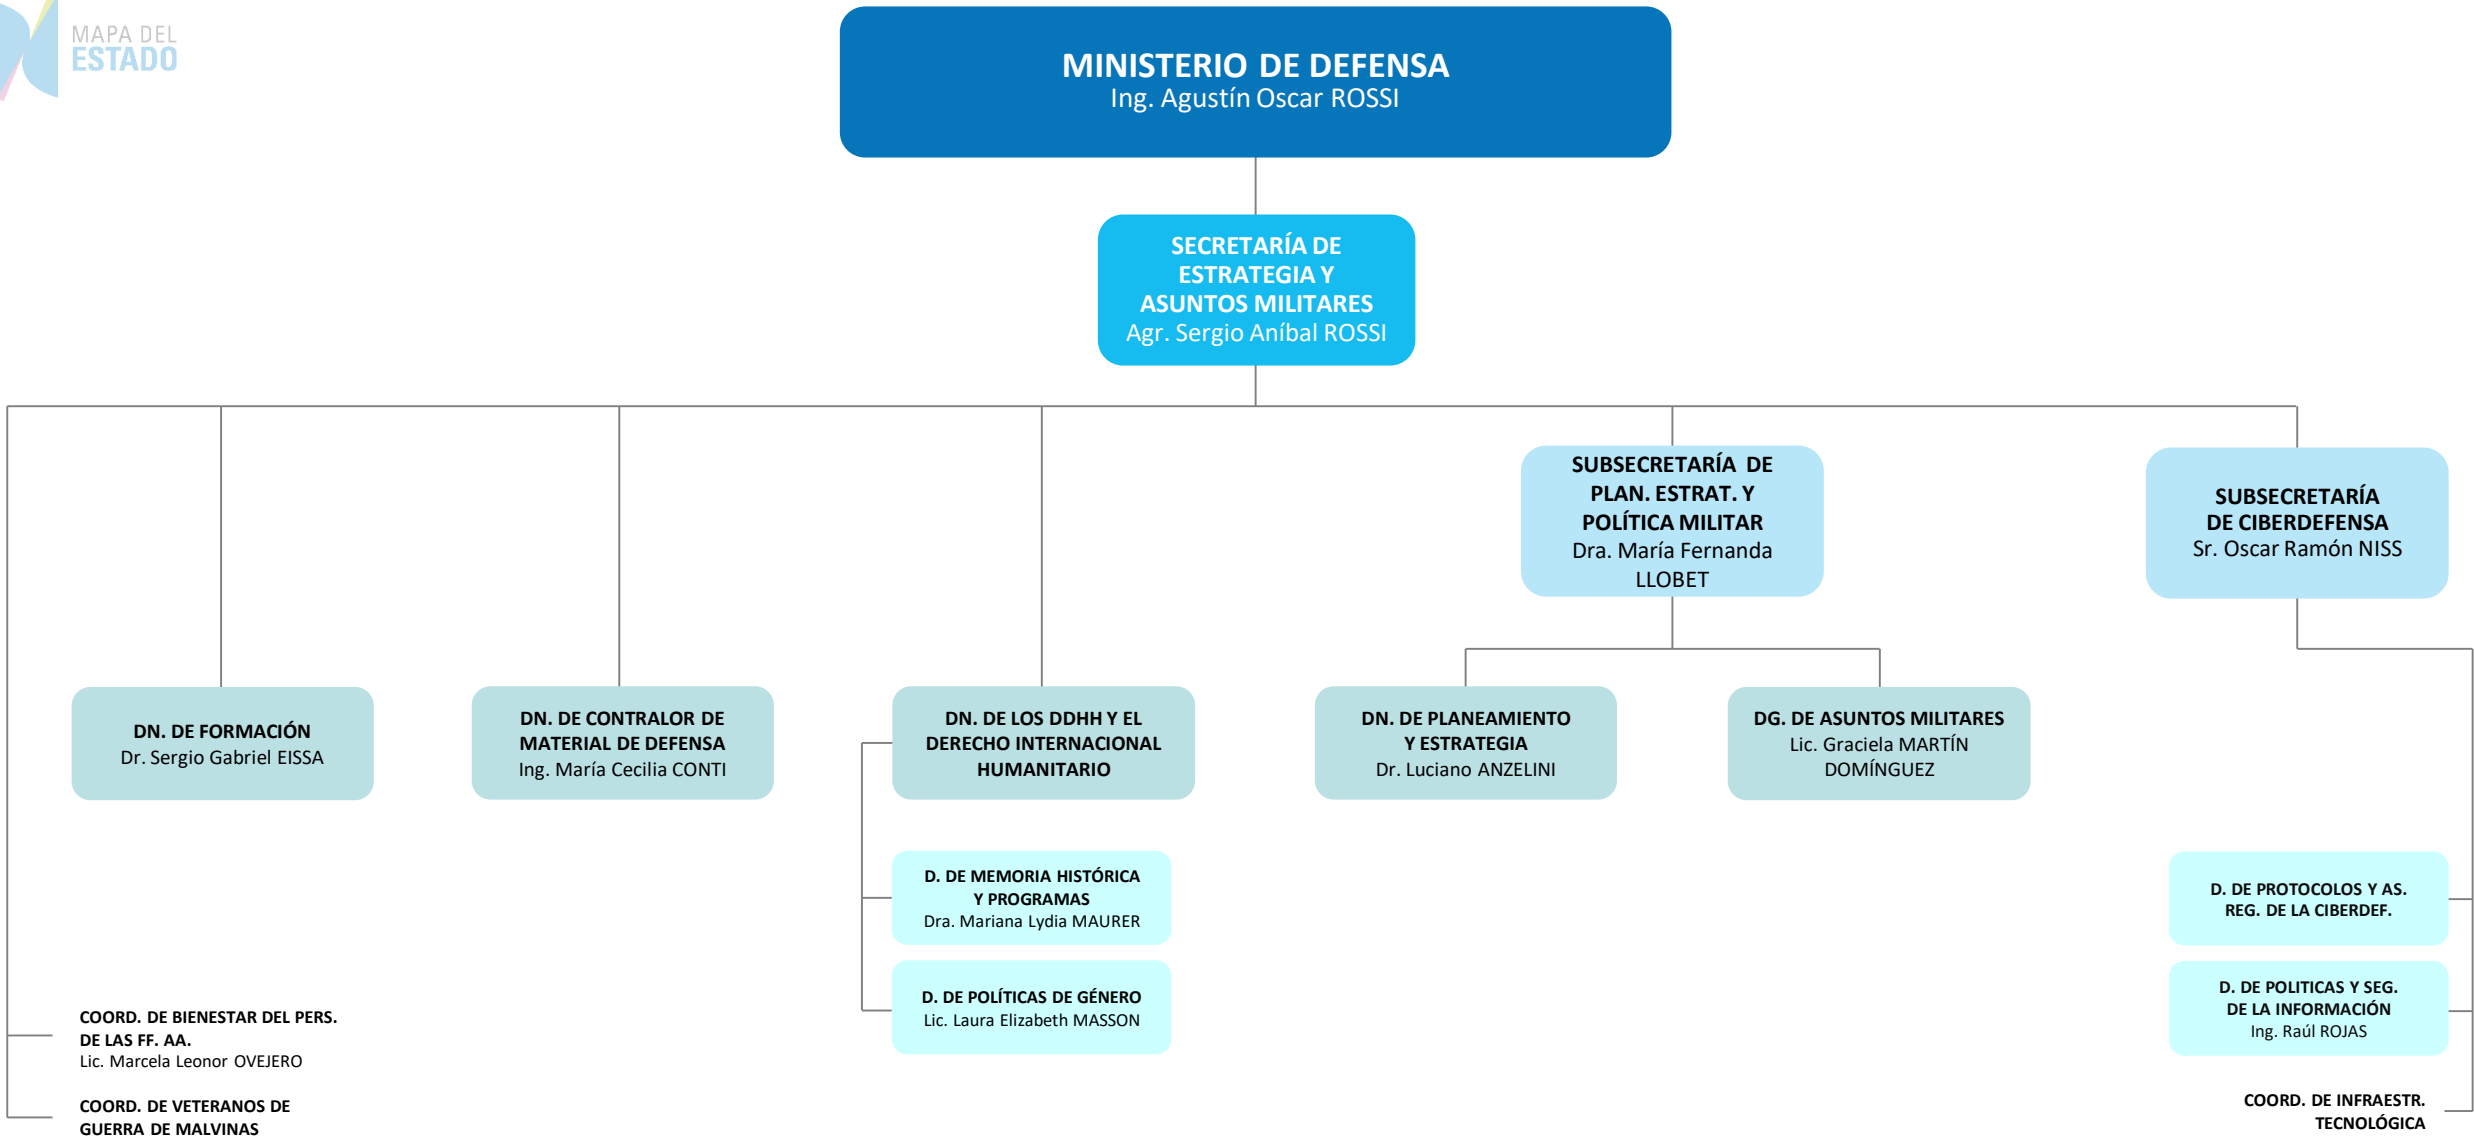 MAPA DEL
ESTADO
MINISTERIO DE DEFENSA
Ing. Agustín Oscar ROSSI
SECRETARÍA DE
ESTRATEGIA Y
ASUNTOS MILITARES
Agr. Sergio Aníbal ROSSI
SUBSECRETARÍA DE
PLAN. ESTRAT. Y
POLÍTICA MILITAR
Dra. María Fernanda
LLOBET
SUBSECRETARÍA
DE CIBERDEFENSA
Sr. Oscar Ramón NISS
DN. DE FORMACIÓN
Dr. Sergio Gabriel EISSA
DN. DE CONTRALOR DE
MATERIAL DE DEFENSA
Ing. María Cecilia CONTI
DN. DE LOS DDHH Y EL
DERECHO INTERNACIONAL
HUMANITARIO
DN. DE PLANEAMIENTO
Y ESTRATEGIA
Dr. Luciano ANZELINI
DG. DE ASUNTOS MILITARES
Lic. Graciela MARTÍN
DOMÍNGUEZ
D. DE MEMORIA HISTÓRICA
Y PROGRAMAS
Dra. Mariana Lydia MAURER
D. DE PROTOCOLOS Y AS.
REG. DE LA CIBERDEF.
D. DE POLÍTICAS DE GÉNERO
Lic. Laura Elizabeth MASSON
D. DE POLITICAS Y SEG.
DE LA INFORMACIÓN
Ing. Raúl ROJAS
COORD. DE BIENESTAR DEL PERS.
DE LAS FF. AA.
Lic. Marcela Leonor OVEJERO
COORD. DE VETERANOS DE
GUERRA DE MALVINAS
COORD. DE INFRAESTR.
TECNOLÓGICA